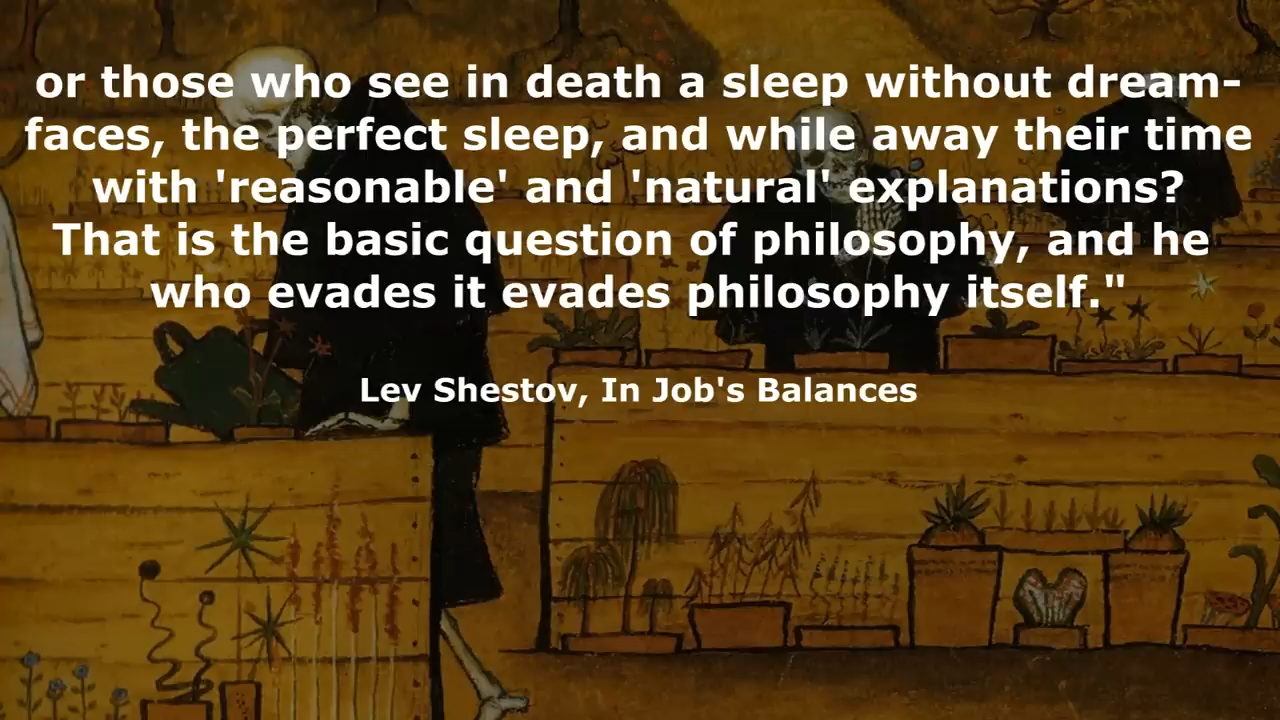 or those who see in death a sleep without dream-
faces, the perfect sleep, and while away their time
with 'reasonable' and 'natural' explanations?
That is the basic question of philosophy, and he
who evades it evades philosophy itself."
Lev Shestov, In Job's Balances